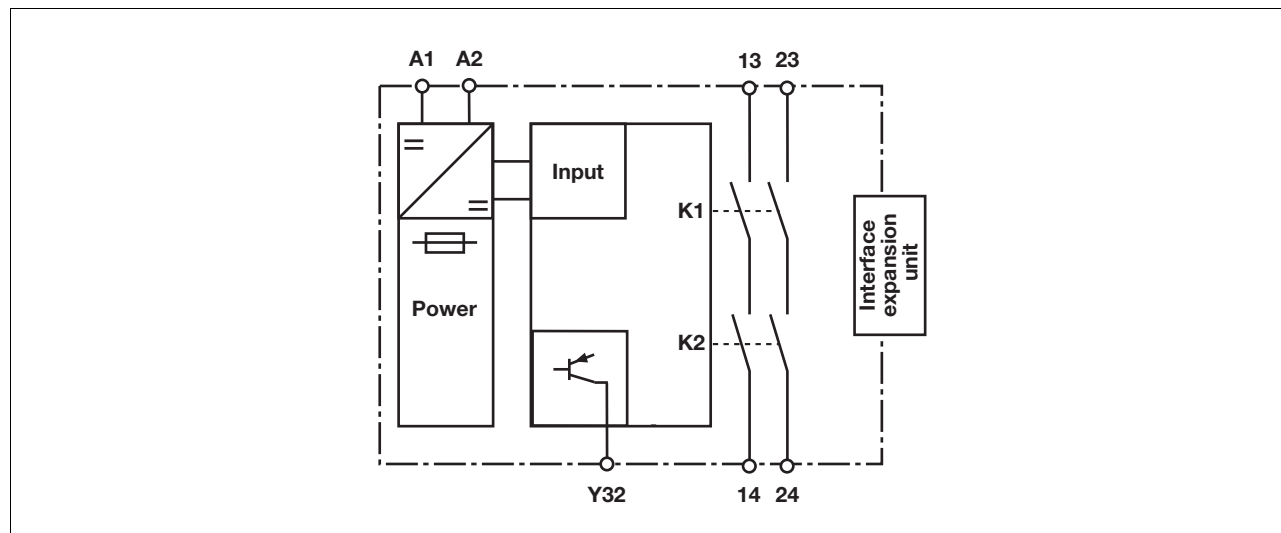 A1 A2 13 23
Input
K1
Interface
expansion
unit
Power
K2
Y32 14 24